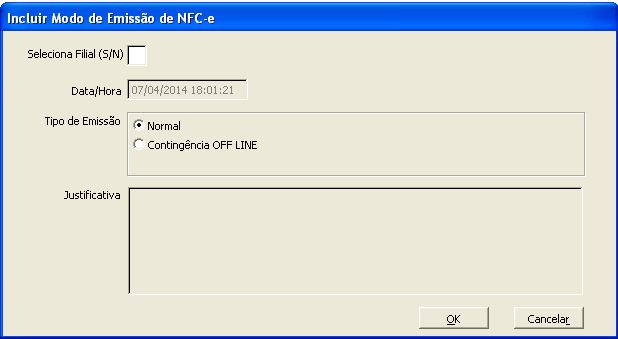 Incluir Modo de Emissão de NFC-e
Seleciona Filial (S/N)
Data/Hora 07/04/2014 18:01:21
Tipo de Emissão
Normal
Contingência OFF LINE
Justificativa
OK Cancelar